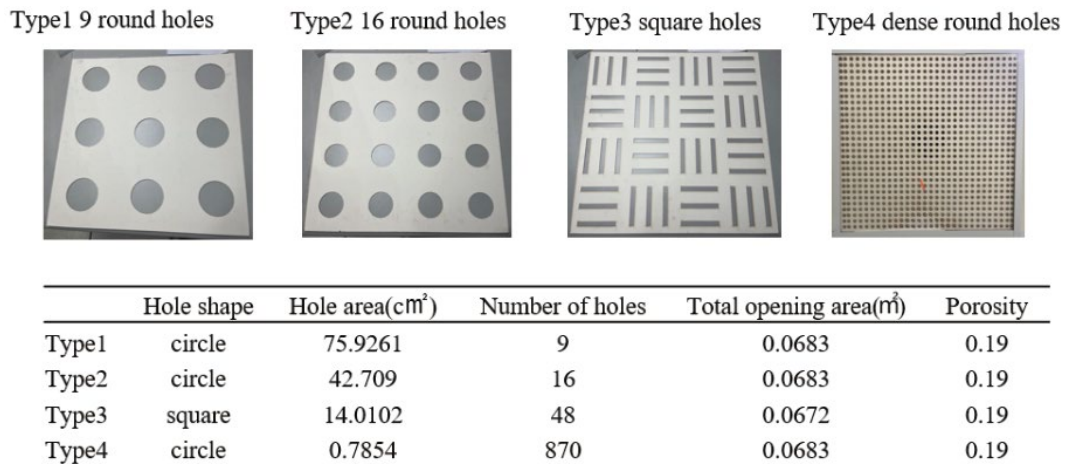 Type1 9 round holes Type2 16 round holes Type3 square holes Type4 dense round holes
Hole shape Hole area(cm²) Number of holes Total opening area(㎡) Porosity
Type1 circle 75.9261 9 0.0683 0.19
Type2 circle 42.709 16 0.0683 0.19
Type3 square 14.0102 48 0.0672 0.19
Type4 circle 0.7854 870 0.0683 0.19